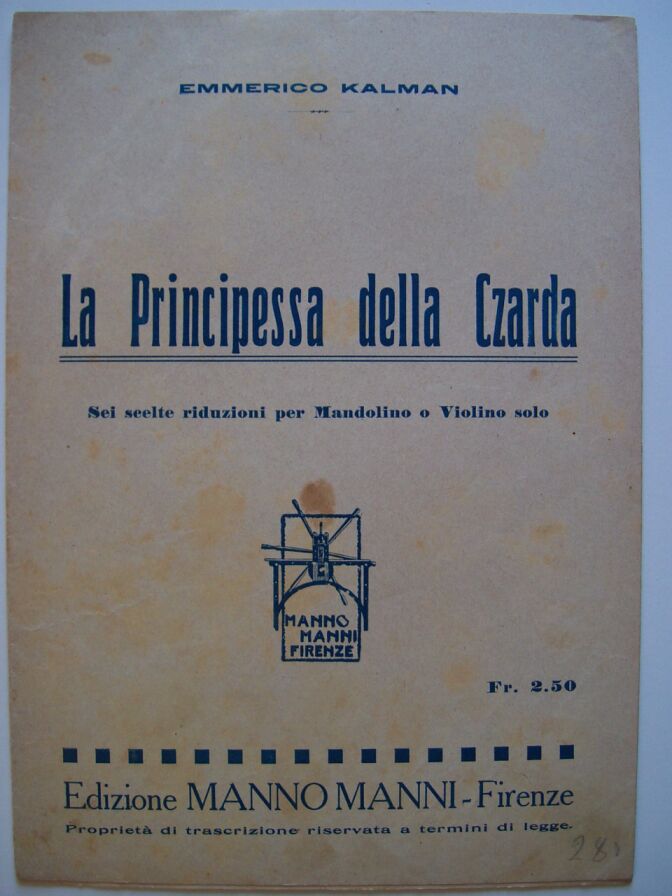 EMMERICO KALMAN
La Principessa della Czarda
Sei scelte riduzioni per Mandolino o Violino solo
MANNO
MANNI
FIRENZE
Fr. 2.50
Edizione MANNO MANNI-Firenze
Proprietà di trascrizione riservata a termini di legge.